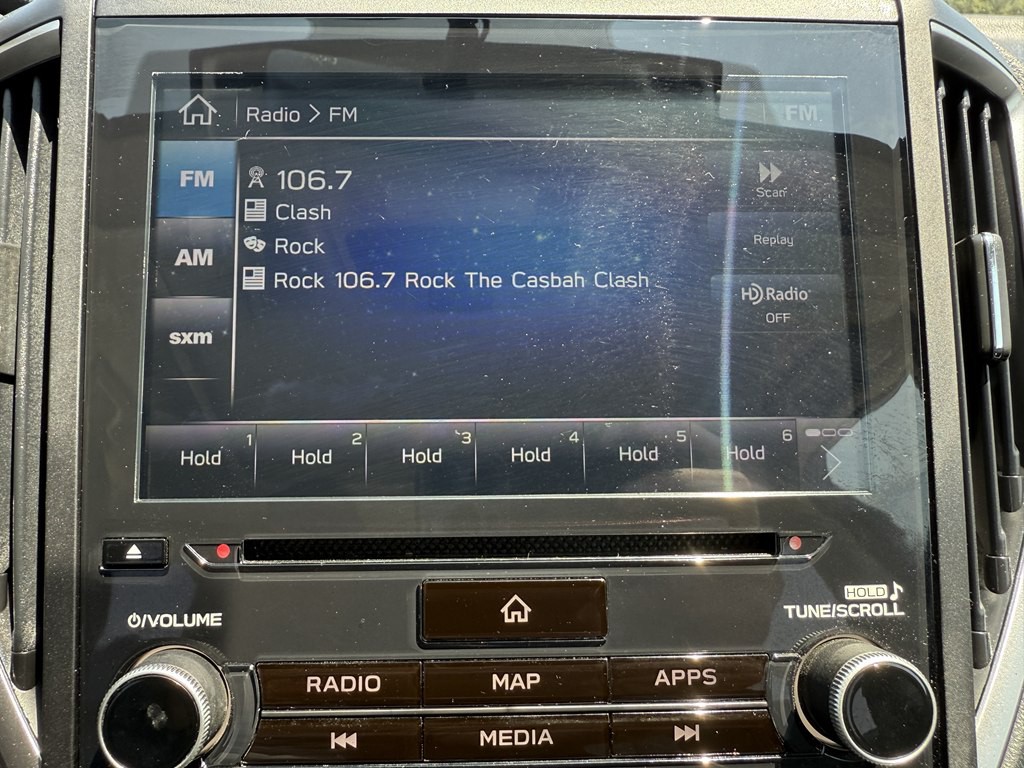 Radio > FM
FM
FM
106.7
Scan
Clash
AM
Rock
Replay
Rock 106.7 Rock The Casbah Clash
HD Radio
OFF
sxm
1 2 3 4 5 6
Hold Hold Hold Hold Hold Hold
HOLD
TUNE/SCROLL
/VOLUME
RADIO MAP APPS
MEDIA